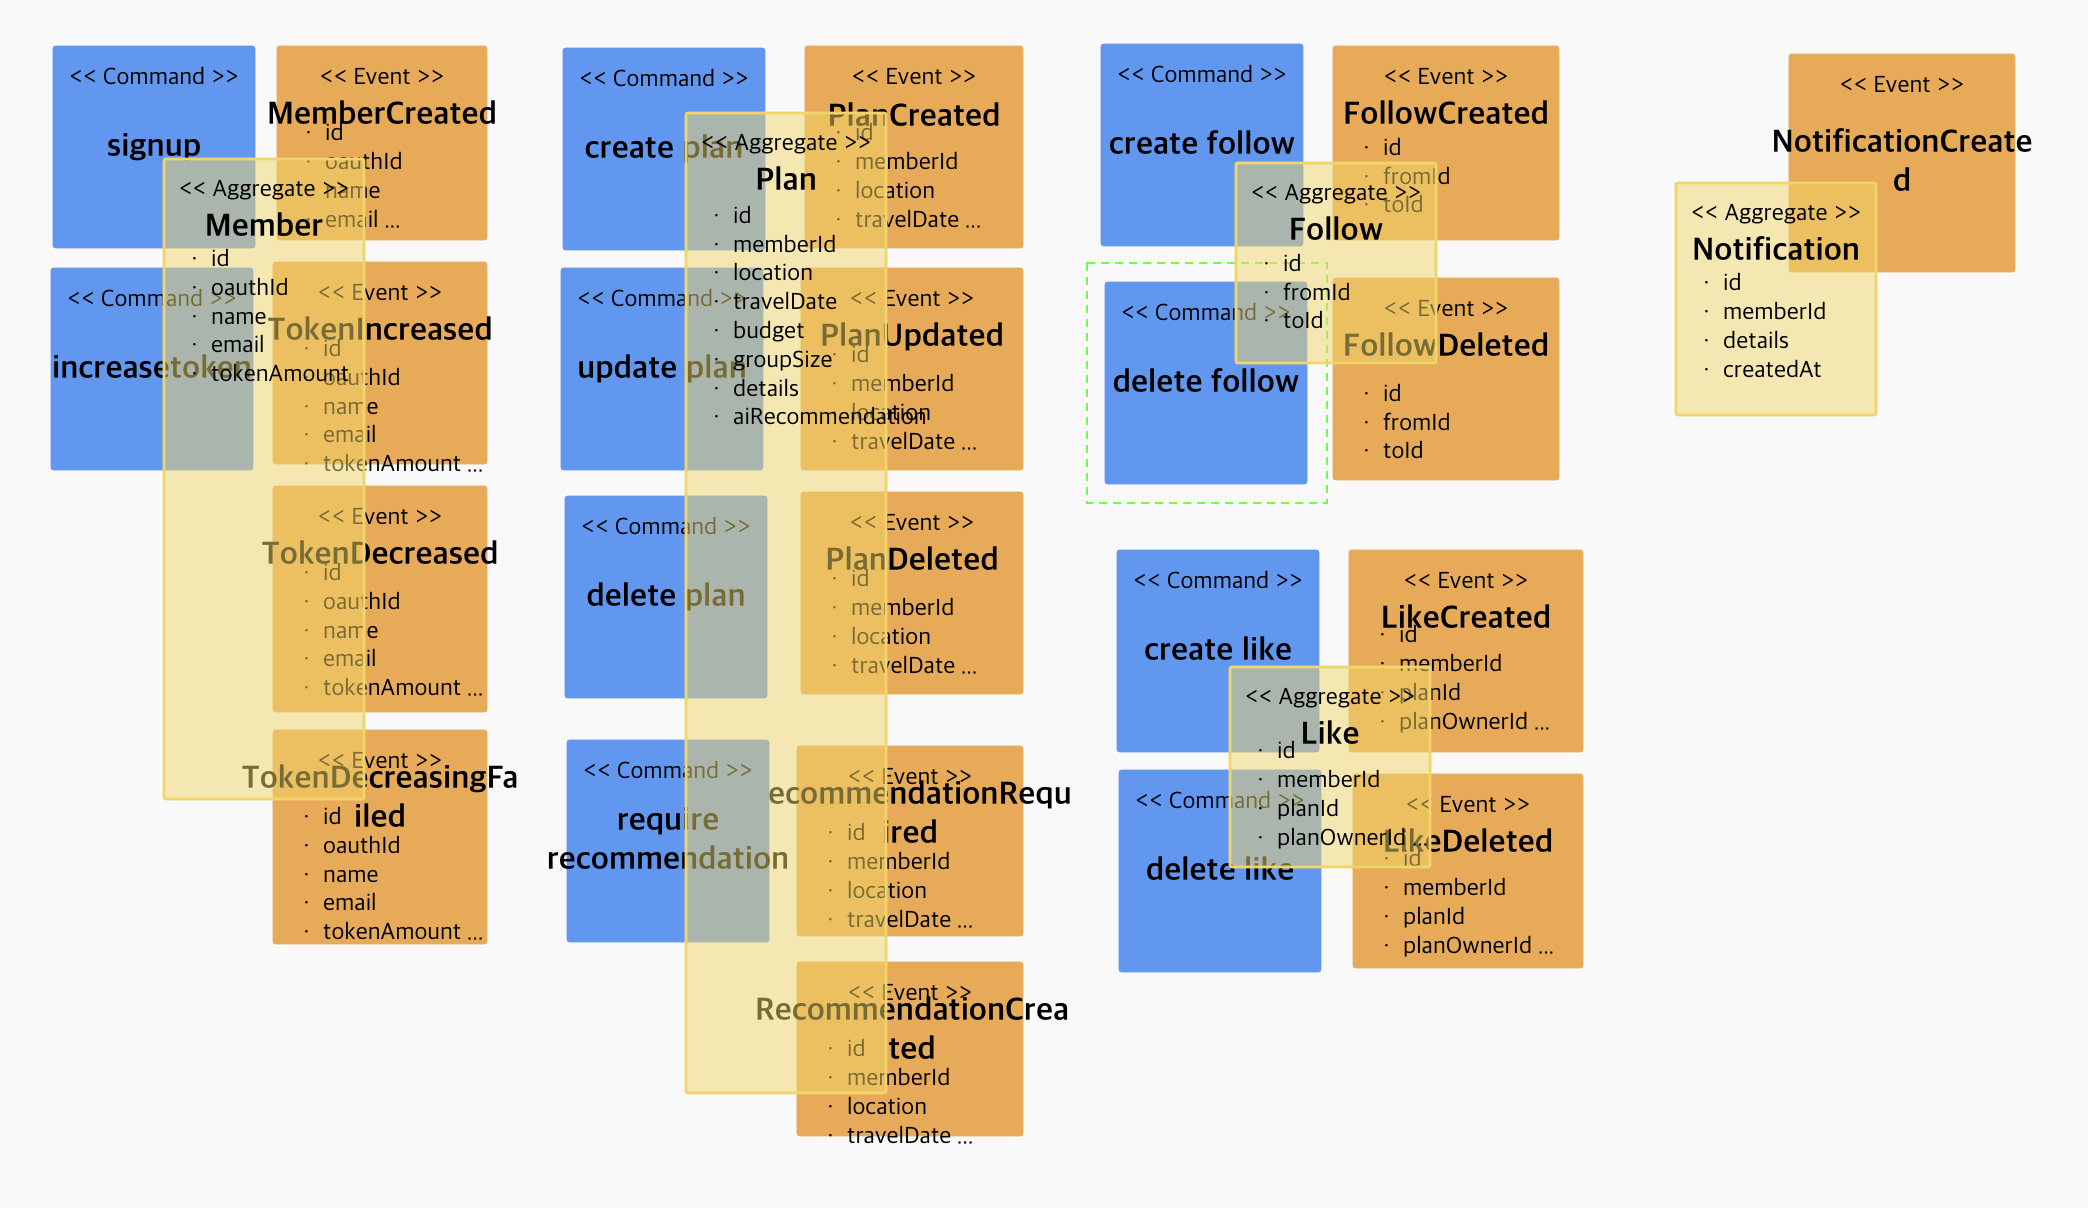 << Command >>
signup
<< Event >>
MemberCreated
· id
· oauthId
· name
· email ...
<< Aggregate >>
Member
· id
· oauthId
· name
· email
· tokenAmount
<< Command >>
increasetoken
<< Event >>
TokenIncreased
· id
· oauthId
· name
· email
· tokenAmount ...
<< Event >>
TokenDecreased
· id
· oauthId
· name
· email
· tokenAmount ...
<< Event >>
TokenDecreasingFa
iled
· id
· oauthId
· name
· email
· tokenAmount ...
<< Command >>
create plan
<< Event >>
PlanCreated
· id
· memberId
· location
· travelDate ...
<< Aggregate >>
Plan
· id
· memberId
· location
· travelDate
· budget
· groupSize
· details
· aiRecommendation
<< Command >>
update plan
<< Event >>
PlanUpdated
· id
· memberId
· location
· travelDate ...
<< Command >>
delete plan
<< Event >>
PlanDeleted
· id
· memberId
· location
· travelDate ...
<< Command >>
require
recommendation
<< Event >>
ecommendationRequ
ired
· id
· memberId
· location
· travelDate ...
<< Event >>
RecommendationCrea
ted
· id
· memberId
· location
· travelDate ...
<< Command >>
create follow
<< Event >>
FollowCreated
· id
· fromId
· toId
<< Aggregate >>
Follow
· id
· fromId
· toId
<< Command >>
delete follow
<< Event >>
FollowDeleted
· id
· fromId
· toId
<< Command >>
create like
<< Event >>
LikeCreated
· id
· memberId
· planId
· planOwnerId ...
<< Aggregate >>
Like
· id
· memberId
· planId
· planOwnerId ...
<< Command >>
delete like
<< Event >>
LikeDeleted
· id
· memberId
· planId
· planOwnerId ...
<< Event >>
NotificationCreate
d
<< Aggregate >>
Notification
· id
· memberId
· details
· createdAt